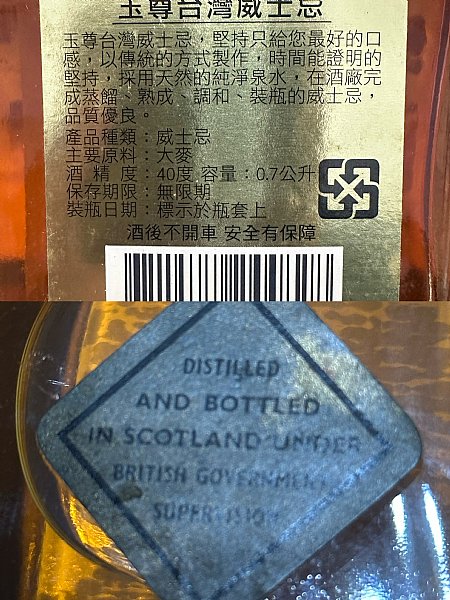 玉尊台灣威士忌
玉尊台灣威士忌，堅持只給您最好的口
感，以傳統的方式製作，時間能證明的
堅持，採用天然的純淨泉水，在酒廠完
成蒸餾、熟成、調和、裝瓶的威士忌，
品質優良。
產品種類：威士忌
主要原料：大麥
酒 精 度：40度 容量：0.7公升
保存期限：無限期
裝瓶日期：標示於瓶套上
酒後不開車 安全有保障
DISTILLED
AND BOTTLED
IN SCOTLAND UNDER
BRITISH GOVERNMENT
SUPERVISION